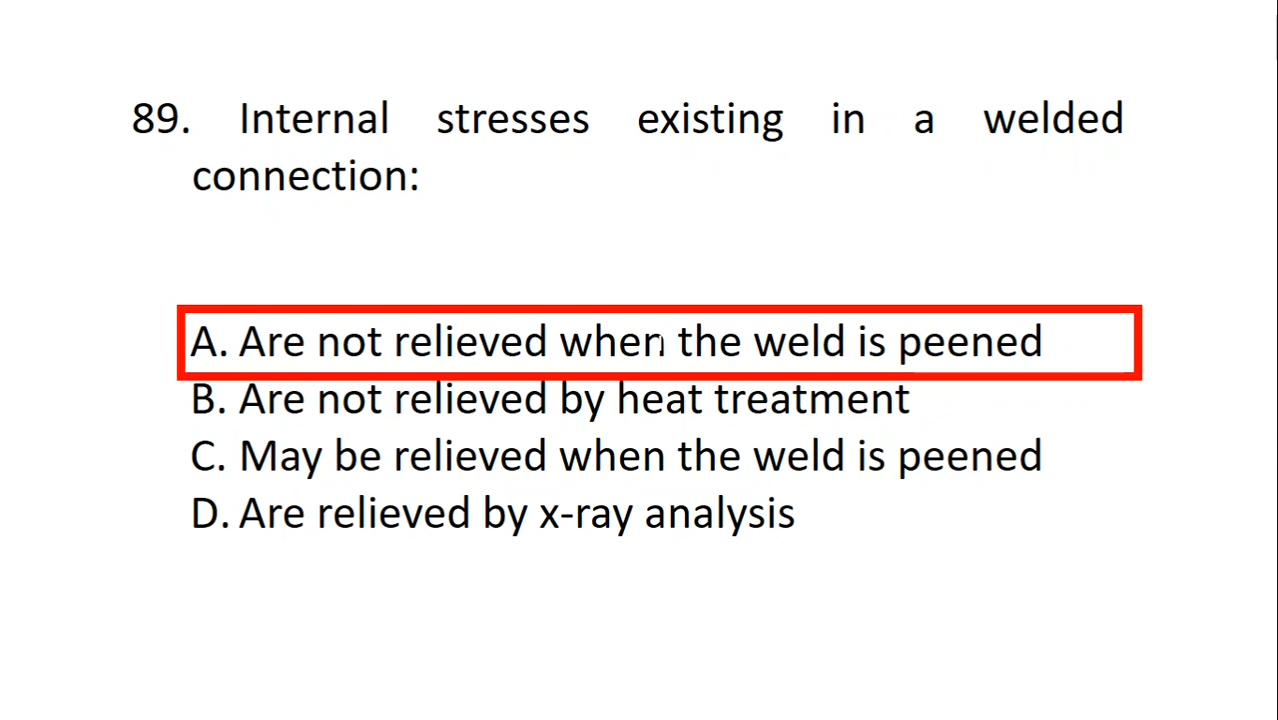 89. Internal stresses existing in a welded
connection:
A. Are not relieved when the weld is peened
B. Are not relieved by heat treatment
C. May be relieved when the weld is peened
D. Are relieved by x-ray analysis